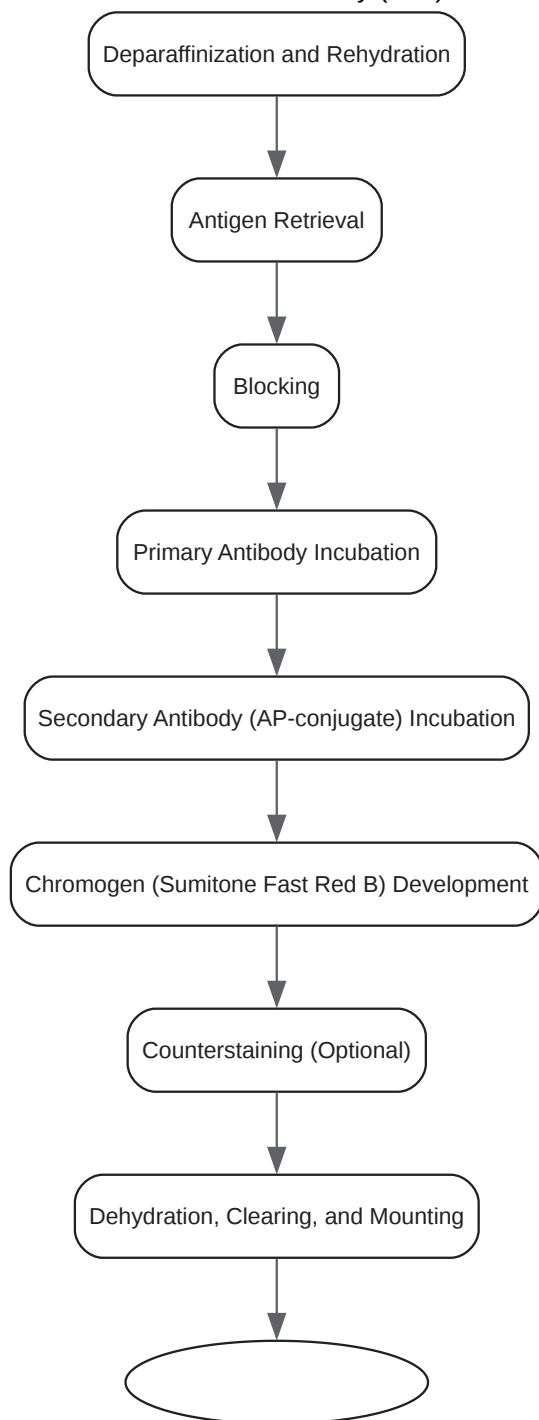 Deparaffinization and Rehydration
Antigen Retrieval
Blocking
Primary Antibody Incubation
Secondary Antibody (AP-conjugate) Incubation
Chromogen (Sumitone Fast Red B) Development
Counterstaining (Optional)
Dehydration, Clearing, and Mounting